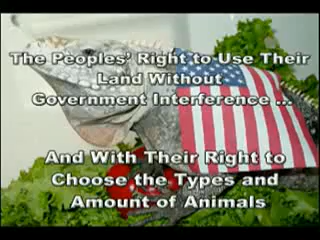 The Peoples' Right to Use Their
Land Without
Government Interference ...
And With Their Right to
Choose the Types and
Amount of Animals